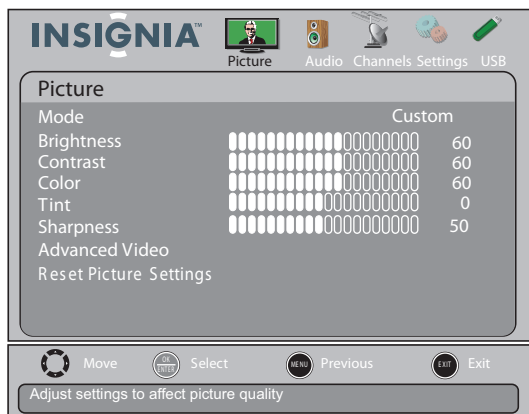 INSIGNIA™
Picture Audio Channels Settings USB
Picture
Mode Custom
Brightness 60
Contrast 60
Color 60
Tint 0
Sharpness 50
Advanced Video
Reset Picture Settings
Move OK ENTER Select MENU Previous EXIT Exit
Adjust settings to affect picture quality